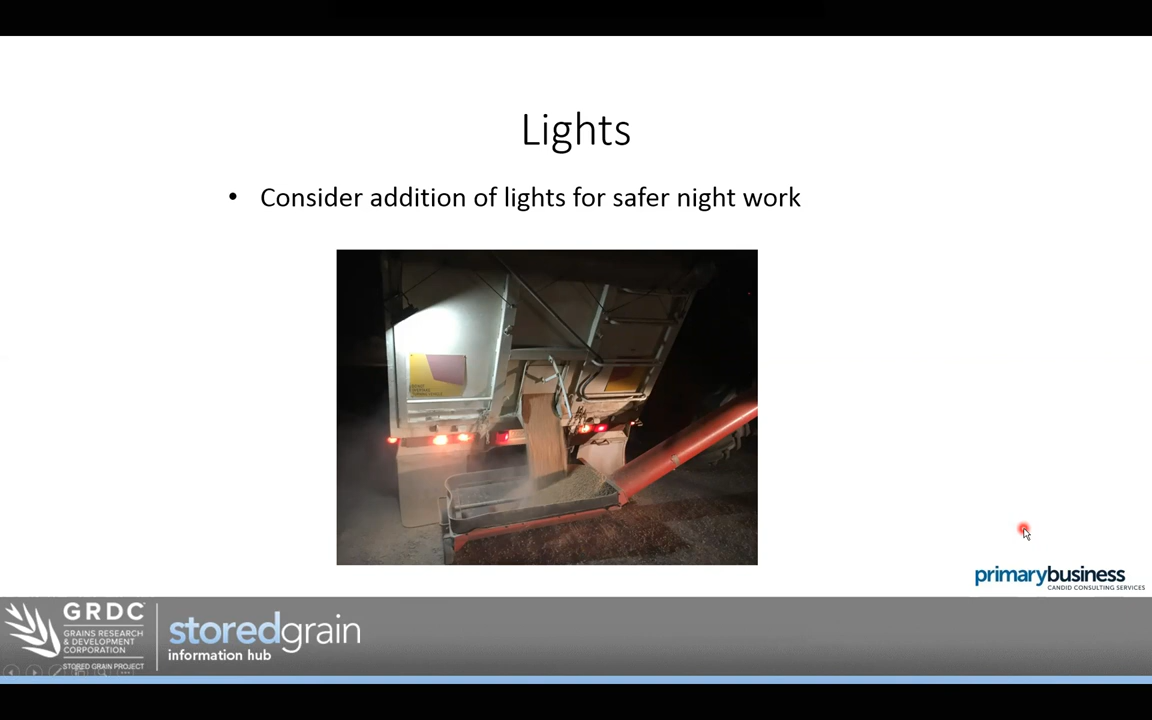 Lights
• Consider addition of lights for safer night work
primarybusiness
CANDID CONSULTING SERVICES
GRDC
GRAINS RESEARCH
& DEVELOPMENT
CORPORATION
STORED GRAIN PROJECT
storedgrain
information hub